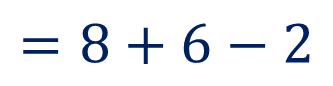 = 8 + 6 − 2